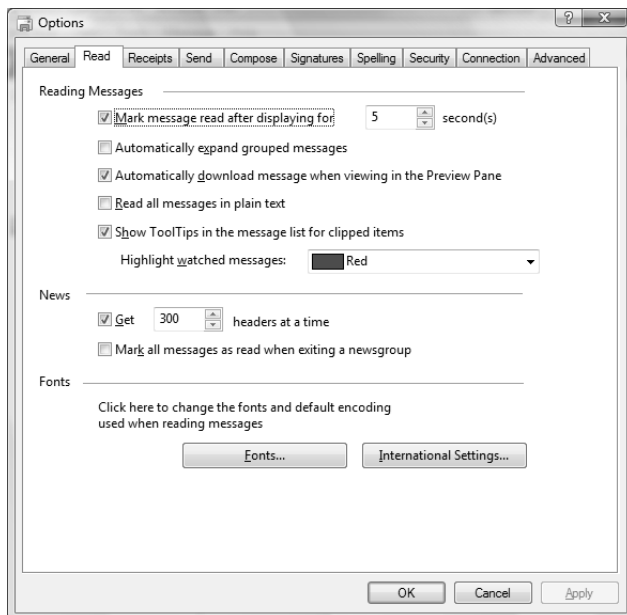 Options
General Read Receipts Send Compose Signatures Spelling Security Connection Advanced
Reading Messages
Mark message read after displaying for 5 second(s)
Automatically expand grouped messages
Automatically download message when viewing in the Preview Pane
Read all messages in plain text
Show ToolTips in the message list for clipped items
Highlight watched messages: Red
News
Get 300 headers at a time
Mark all messages as read when exiting a newsgroup
Fonts
Click here to change the fonts and default encoding
used when reading messages
Fonts... International Settings...
OK Cancel Apply